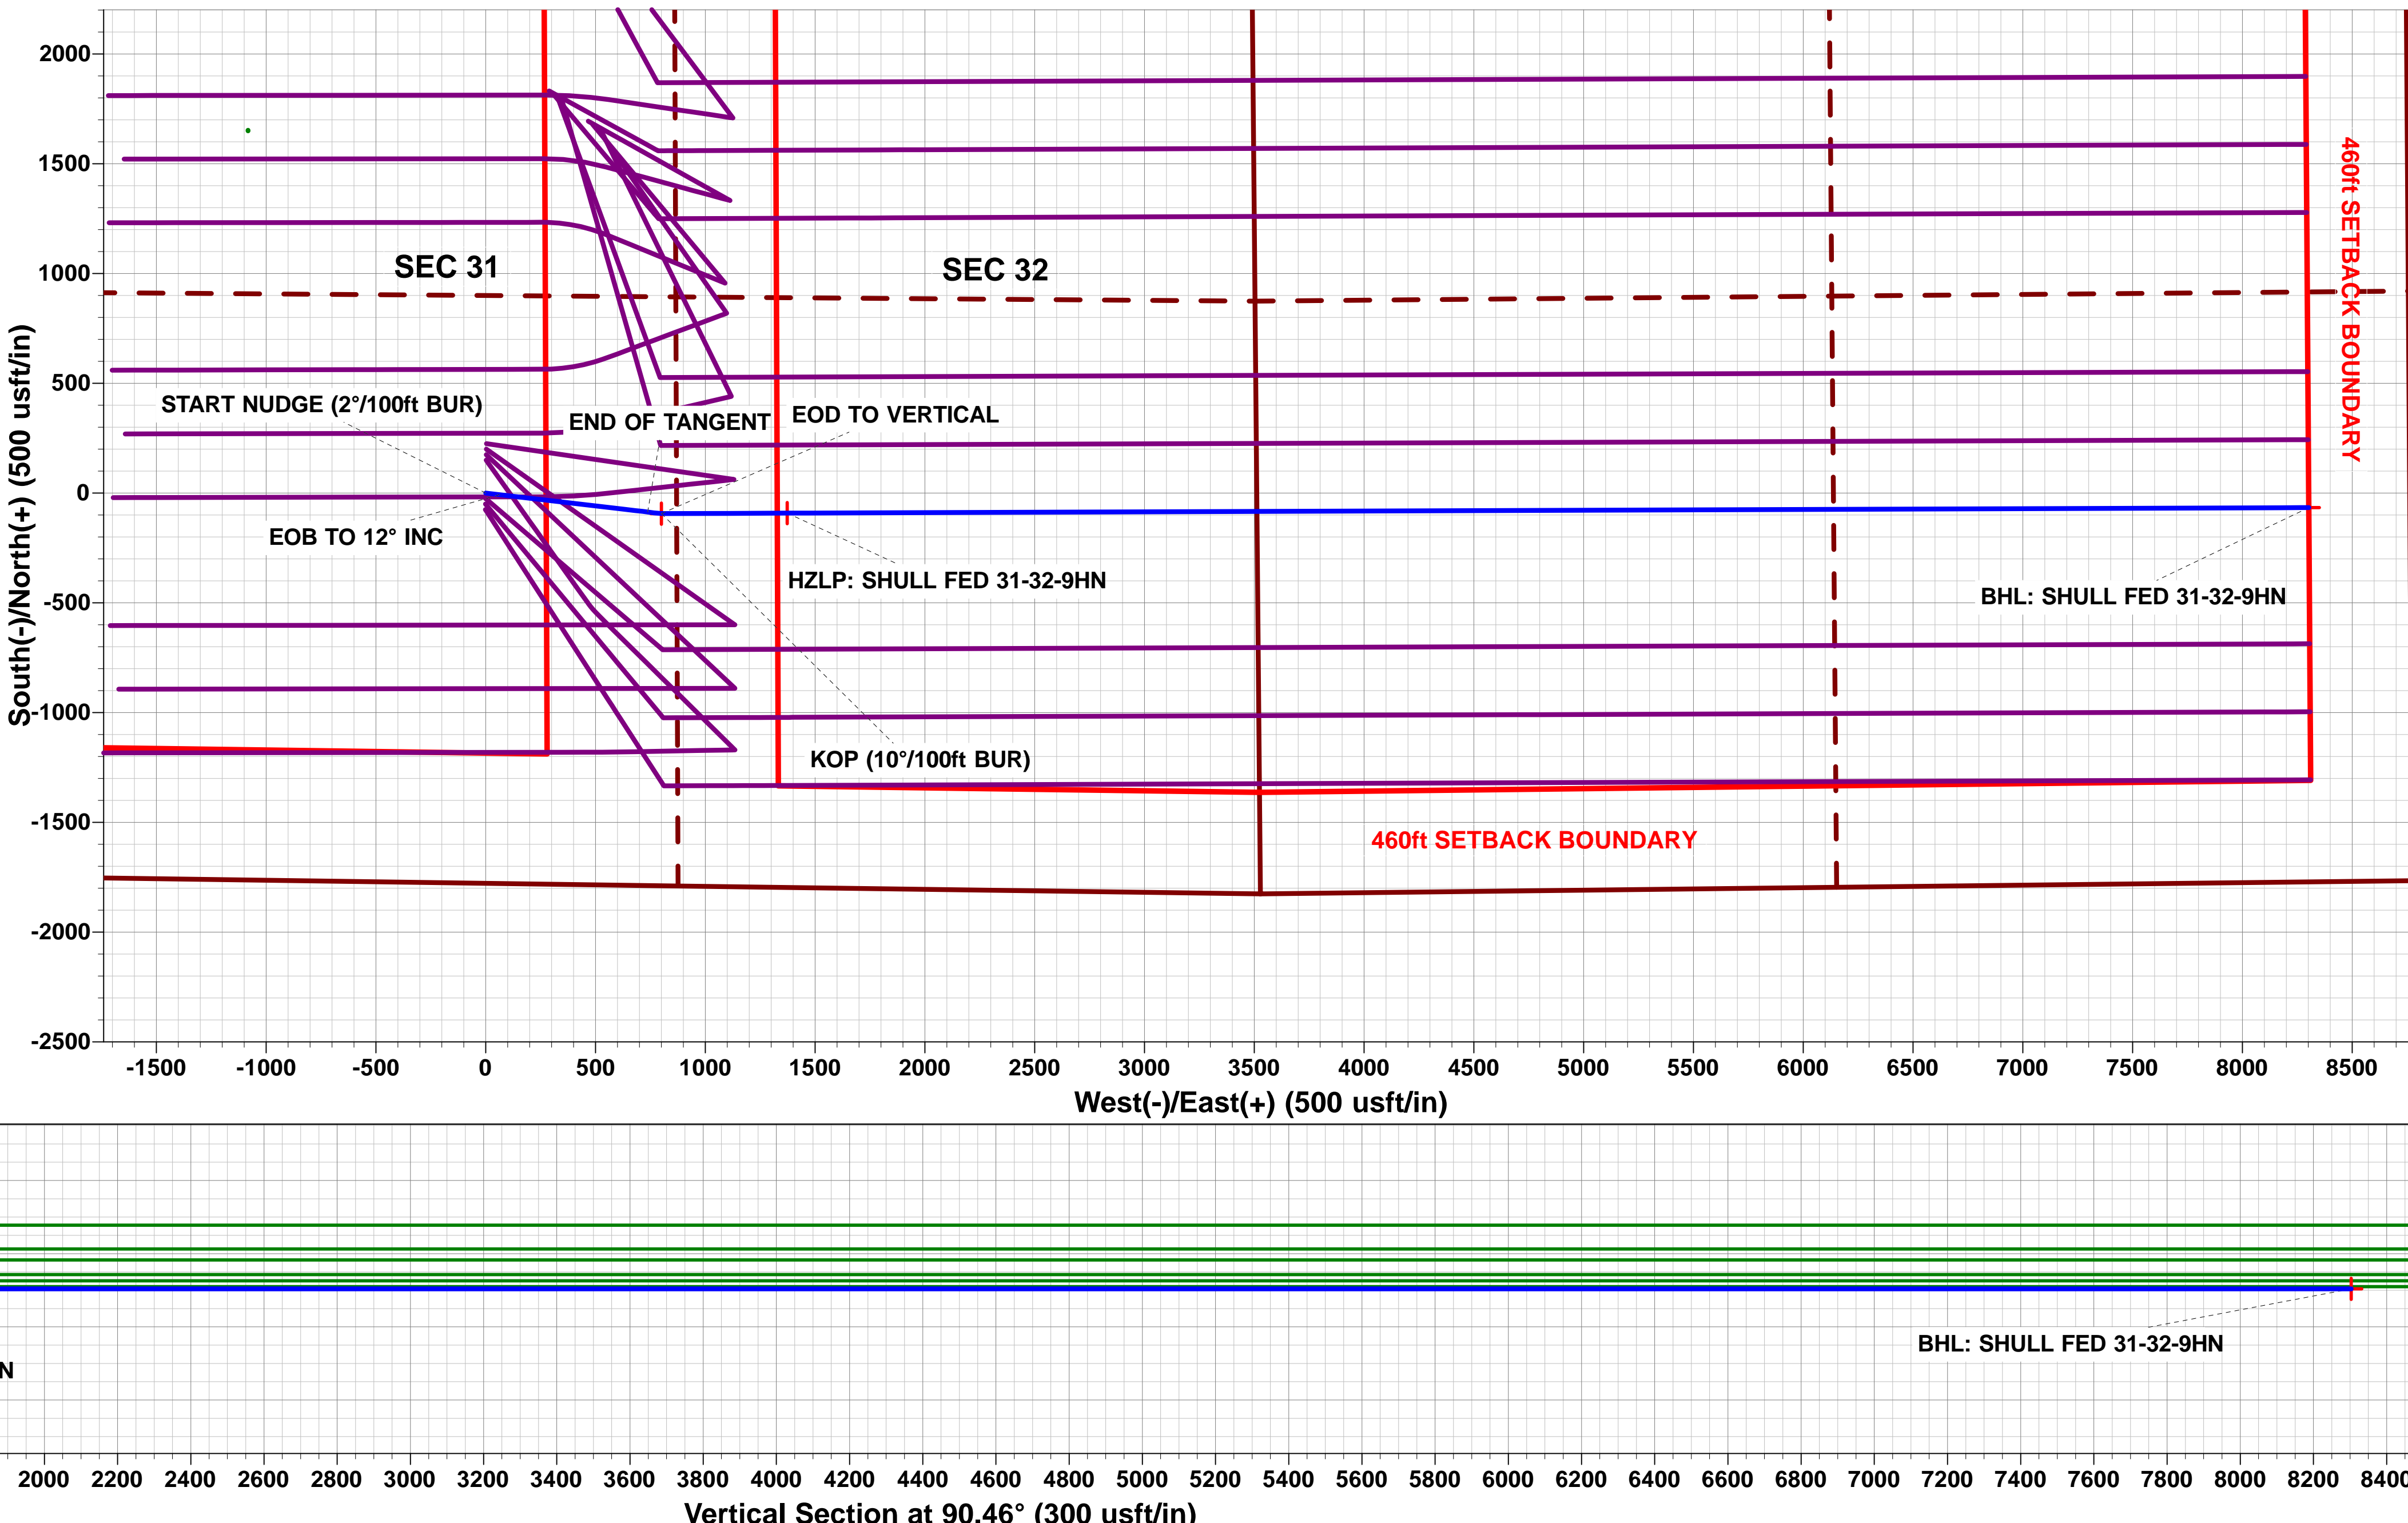 2000
1500
1000
500
0
-500
-1000
-1500
-2000
-2500
South(-)/North(+) (500 usft/in)
SEC 31
SEC 32
START NUDGE (2°/100ft BUR)
END OF TANGENT
EOD TO VERTICAL
EOB TO 12° INC
HZLP: SHULL FED 31-32-9HN
BHL: SHULL FED 31-32-9HN
KOP (10°/100ft BUR)
460ft SETBACK BOUNDARY
460ft SETBACK BOUNDARY
-1500 -1000 -500 0 500 1000 1500 2000 2500 3000 3500 4000 4500 5000 5500 6000 6500 7000 7500 8000 8500
West(-)/East(+) (500 usft/in)
BHL: SHULL FED 31-32-9HN
N
2000 2200 2400 2600 2800 3000 3200 3400 3600 3800 4000 4200 4400 4600 4800 5000 5200 5400 5600 5800 6000 6200 6400 6600 6800 7000 7200 7400 7600 7800 8000 8200 8400
Vertical Section at 90.46° (300 usft/in)